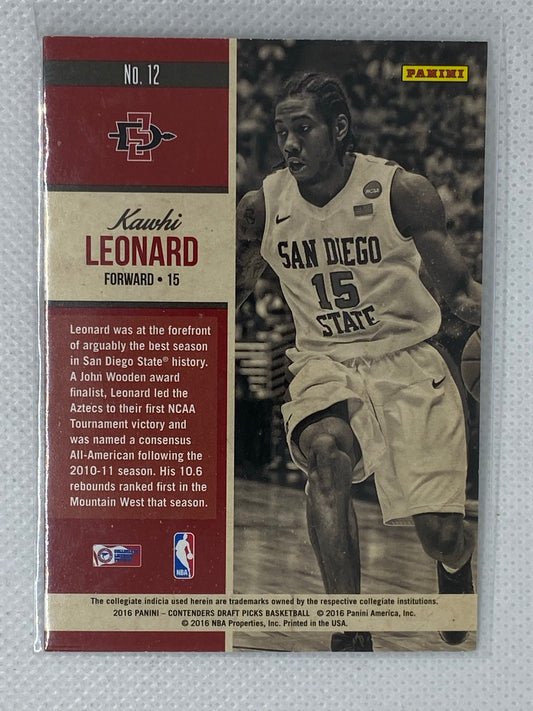 No. 12
PANINI
SD
Kawhi
LEONARD
FORWARD • 15
NCAA
SAN DIEGO
15
STATE
Leonard was at the forefront
of arguably the best season
in San Diego State® history.
A John Wooden award
finalist, Leonard led the
Aztecs to their first NCAA
Tournament victory and
was named a consensus
All-American following the
2010-11 season. His 10.6
rebounds ranked first in the
Mountain West that season.
NBA
The collegiate indicia used herein are trademarks owned by the respective collegiate institutions.
2016 PANINI – CONTENDERS DRAFT PICKS BASKETBALL © 2016 Panini America, Inc.
© 2016 NBA Properties, Inc. Printed in the USA.